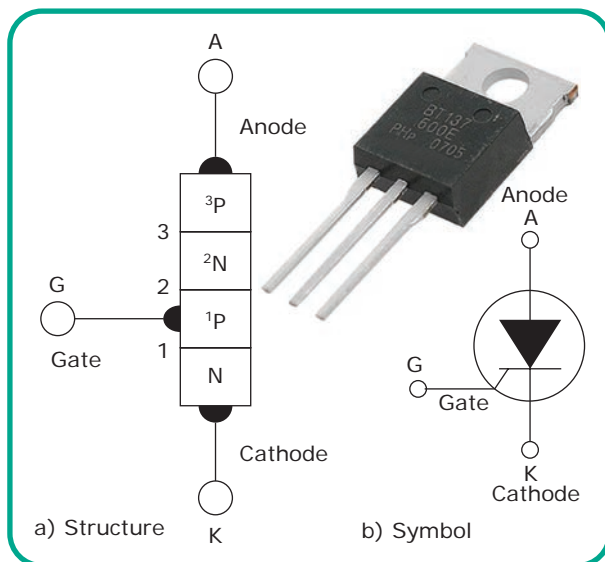 A
Anode
³P
3
²N
2
G
¹P
Gate
1
N
Cathode
K
a) Structure
BT137
600E
PHp 0705
Anode
A
G
Gate
K
Cathode
b) Symbol